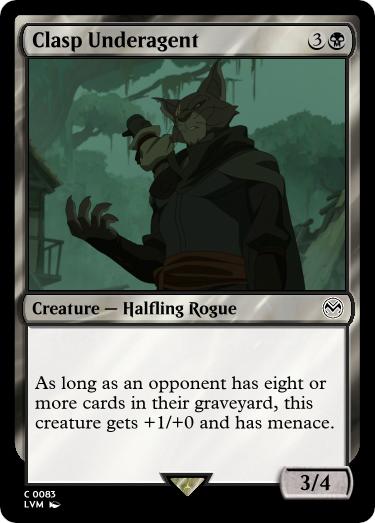 Clasp Underagent 3
Creature — Halfling Rogue
As long as an opponent has eight or
more cards in their graveyard, this
creature gets +1/+0 and has menace.
3/4
C 0083
LVM